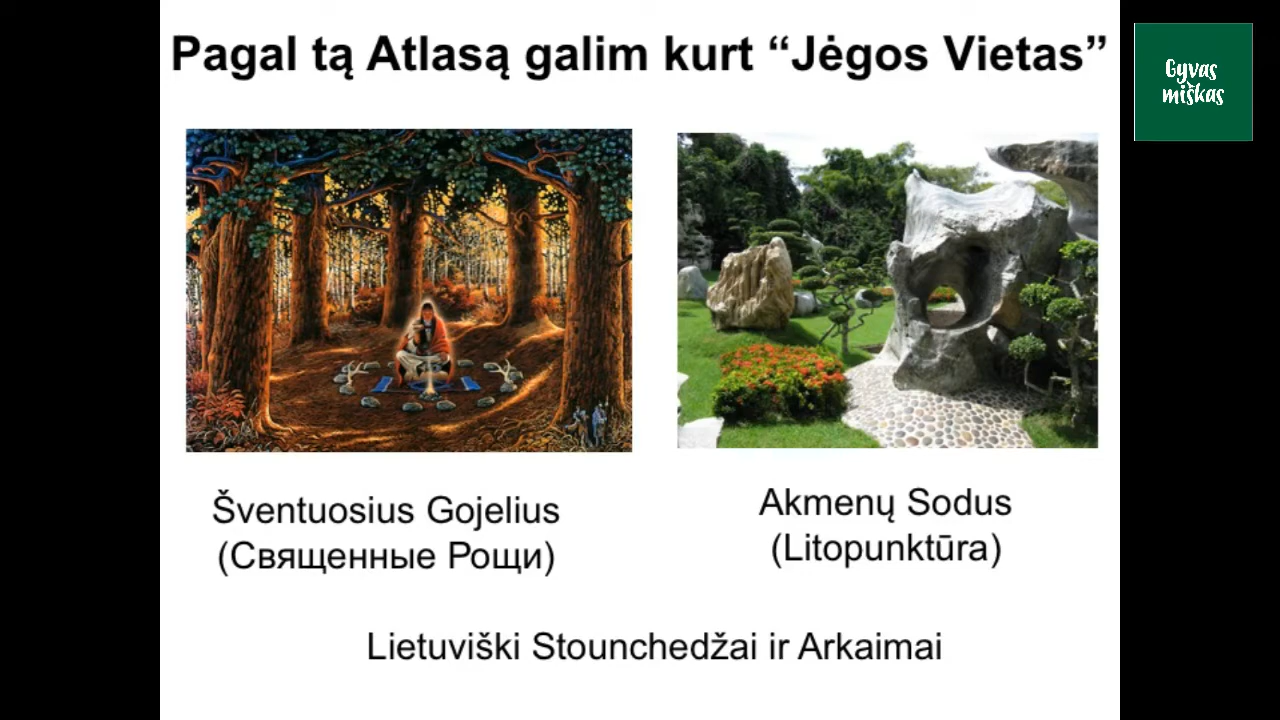 Pagal tą Atlasą galim kurt “Jėgos Vietas”
Gyvas
miškas
Šventuosius Gojelius
(Священные Рощи)
Akmenų Sodus
(Litopunktūra)
Lietuviški Stounchedžai ir Arkaimai